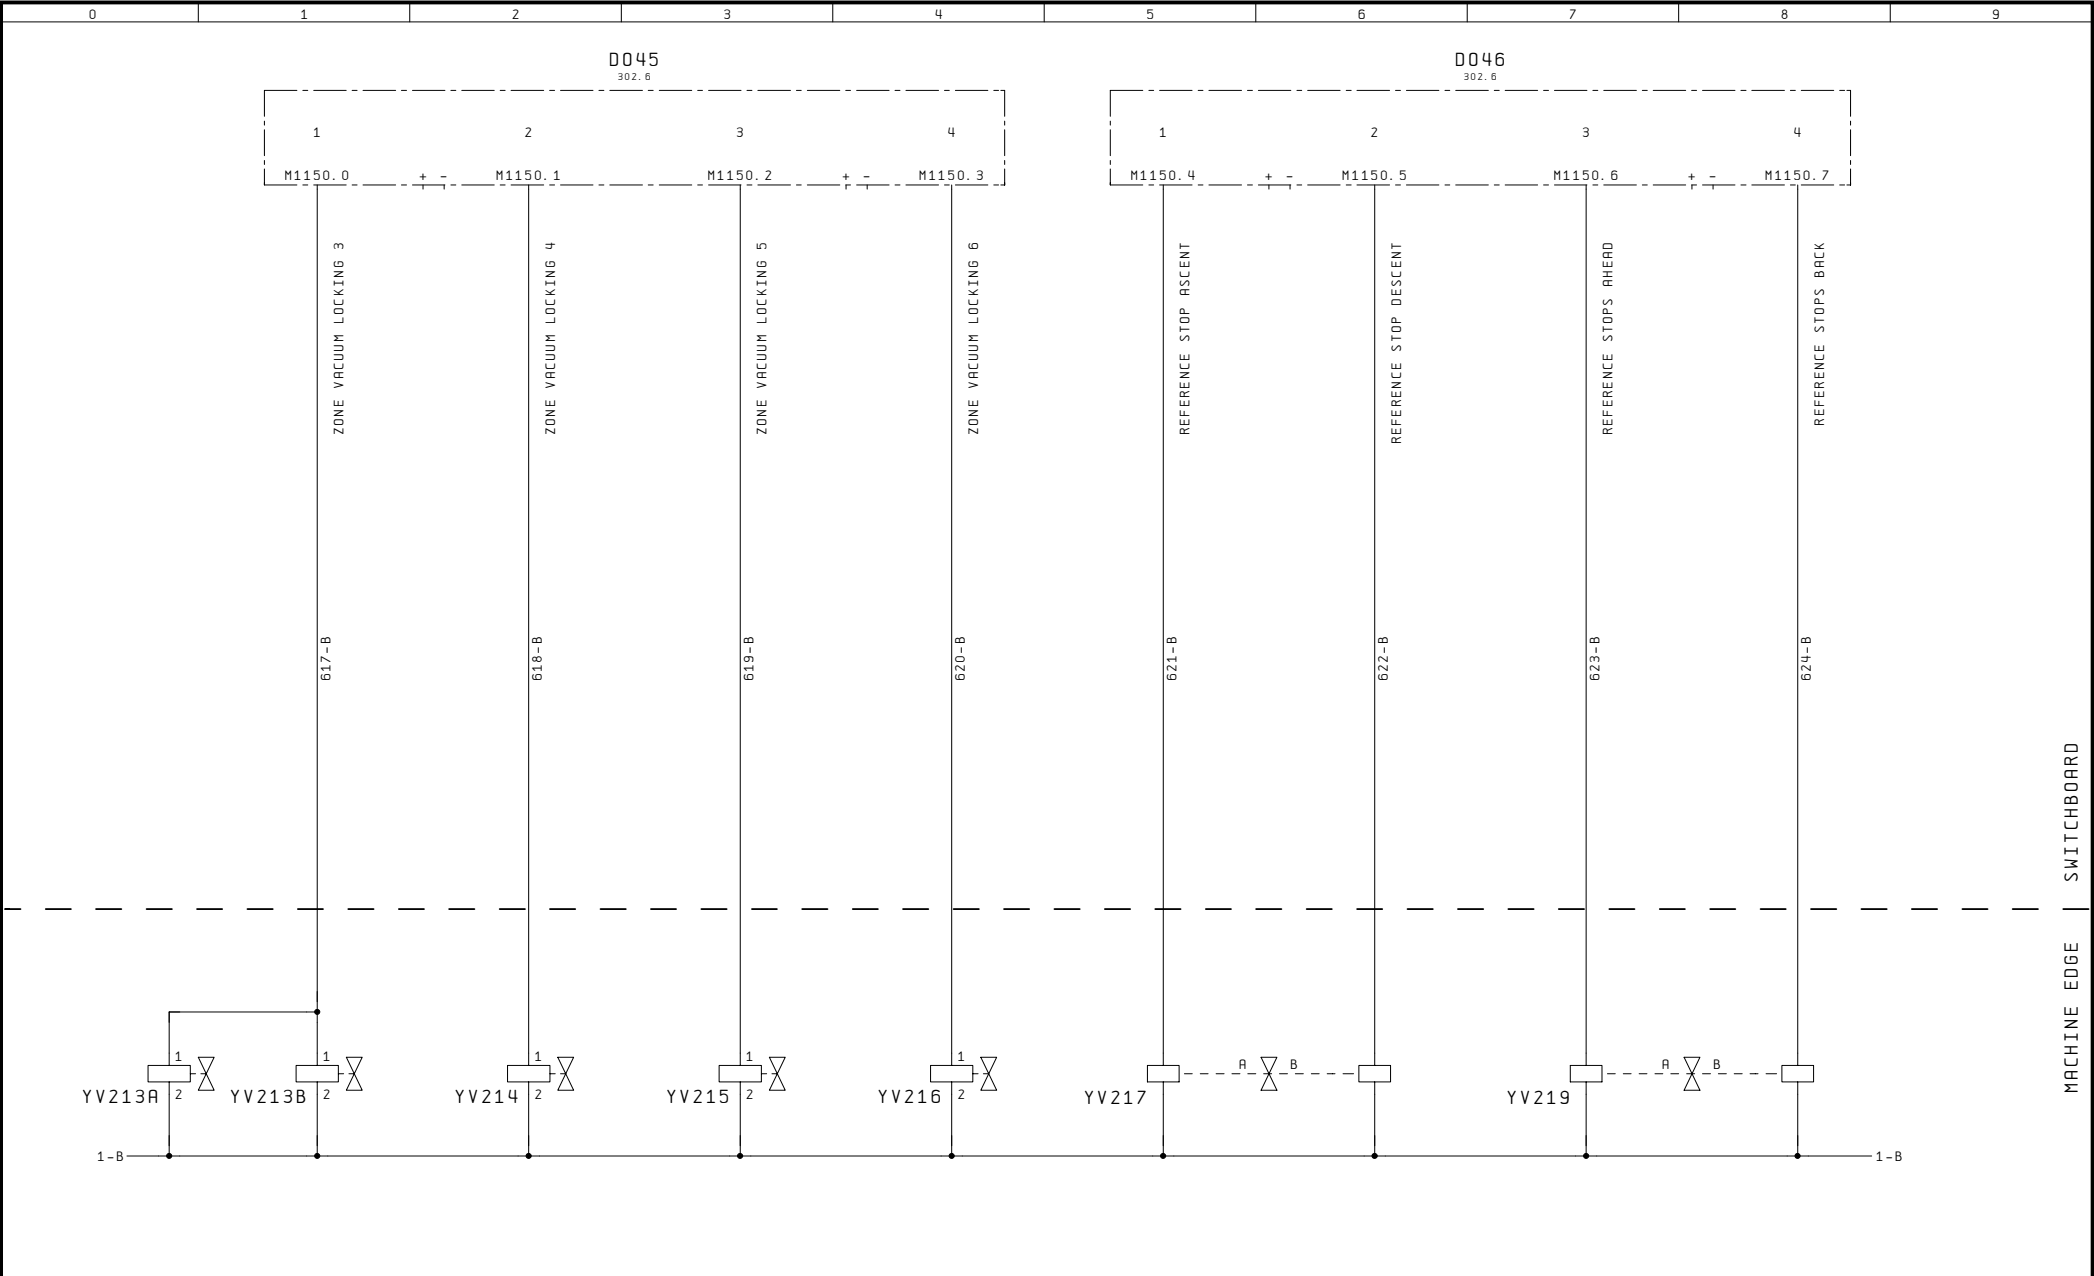 0 1 2 3 4 5 6 7 8 9
DO45 DO46
302.6 302.6
1 2 3 4 1 2 3 4
M1150.0 + - M1150.1 M1150.2 + - M1150.3 M1150.4 + - M1150.5 M1150.6 + - M1150.7
ZONE VACUUM LOCKING 3
ZONE VACUUM LOCKING 4
ZONE VACUUM LOCKING 5
ZONE VACUUM LOCKING 6
REFERENCE STOP ASCENT
REFERENCE STOP DESCENT
REFERENCE STOPS AHEAD
REFERENCE STOPS BACK
617-B
618-B
619-B
620-B
621-B
622-B
623-B
624-B
SWITCHBOARD
MACHINE EDGE
1 1 1 1 1 A B A B
YV213A 2 YV213B 2 YV214 2 YV215 2 YV216 2 YV217 YV219
1-B 1-B